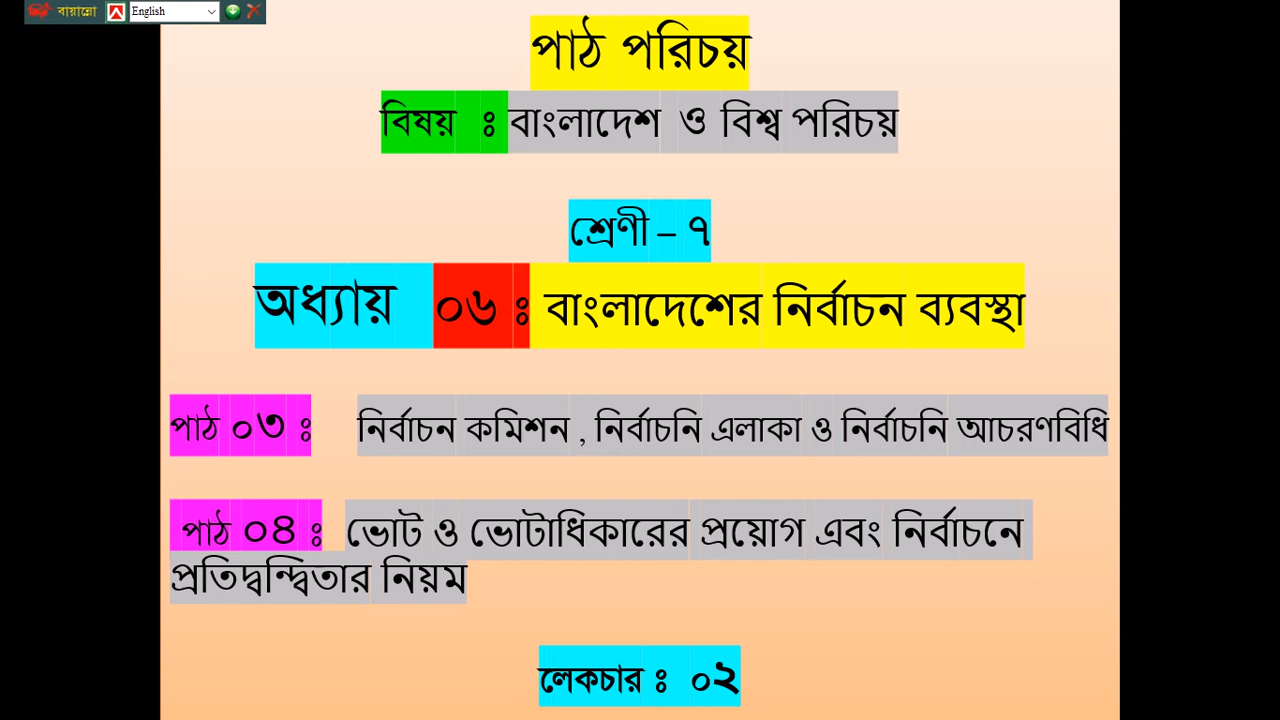 বায়ান্নো English
পাঠ পরিচয়
বিষয় ঃ বাংলাদেশ ও বিশ্ব পরিচয়
শ্রেণী – ৭
অধ্যায় ০৬ ঃ বাংলাদেশের নির্বাচন ব্যবস্থা
পাঠ ০৩ ঃ নির্বাচন কমিশন , নির্বাচনি এলাকা ও নির্বাচনি আচরণবিধি
পাঠ ০৪ ঃ ভোট ও ভোটাধিকারের প্রয়োগ এবং নির্বাচনে
প্রতিদ্বন্দ্বিতার নিয়ম
লেকচার ঃ ০২